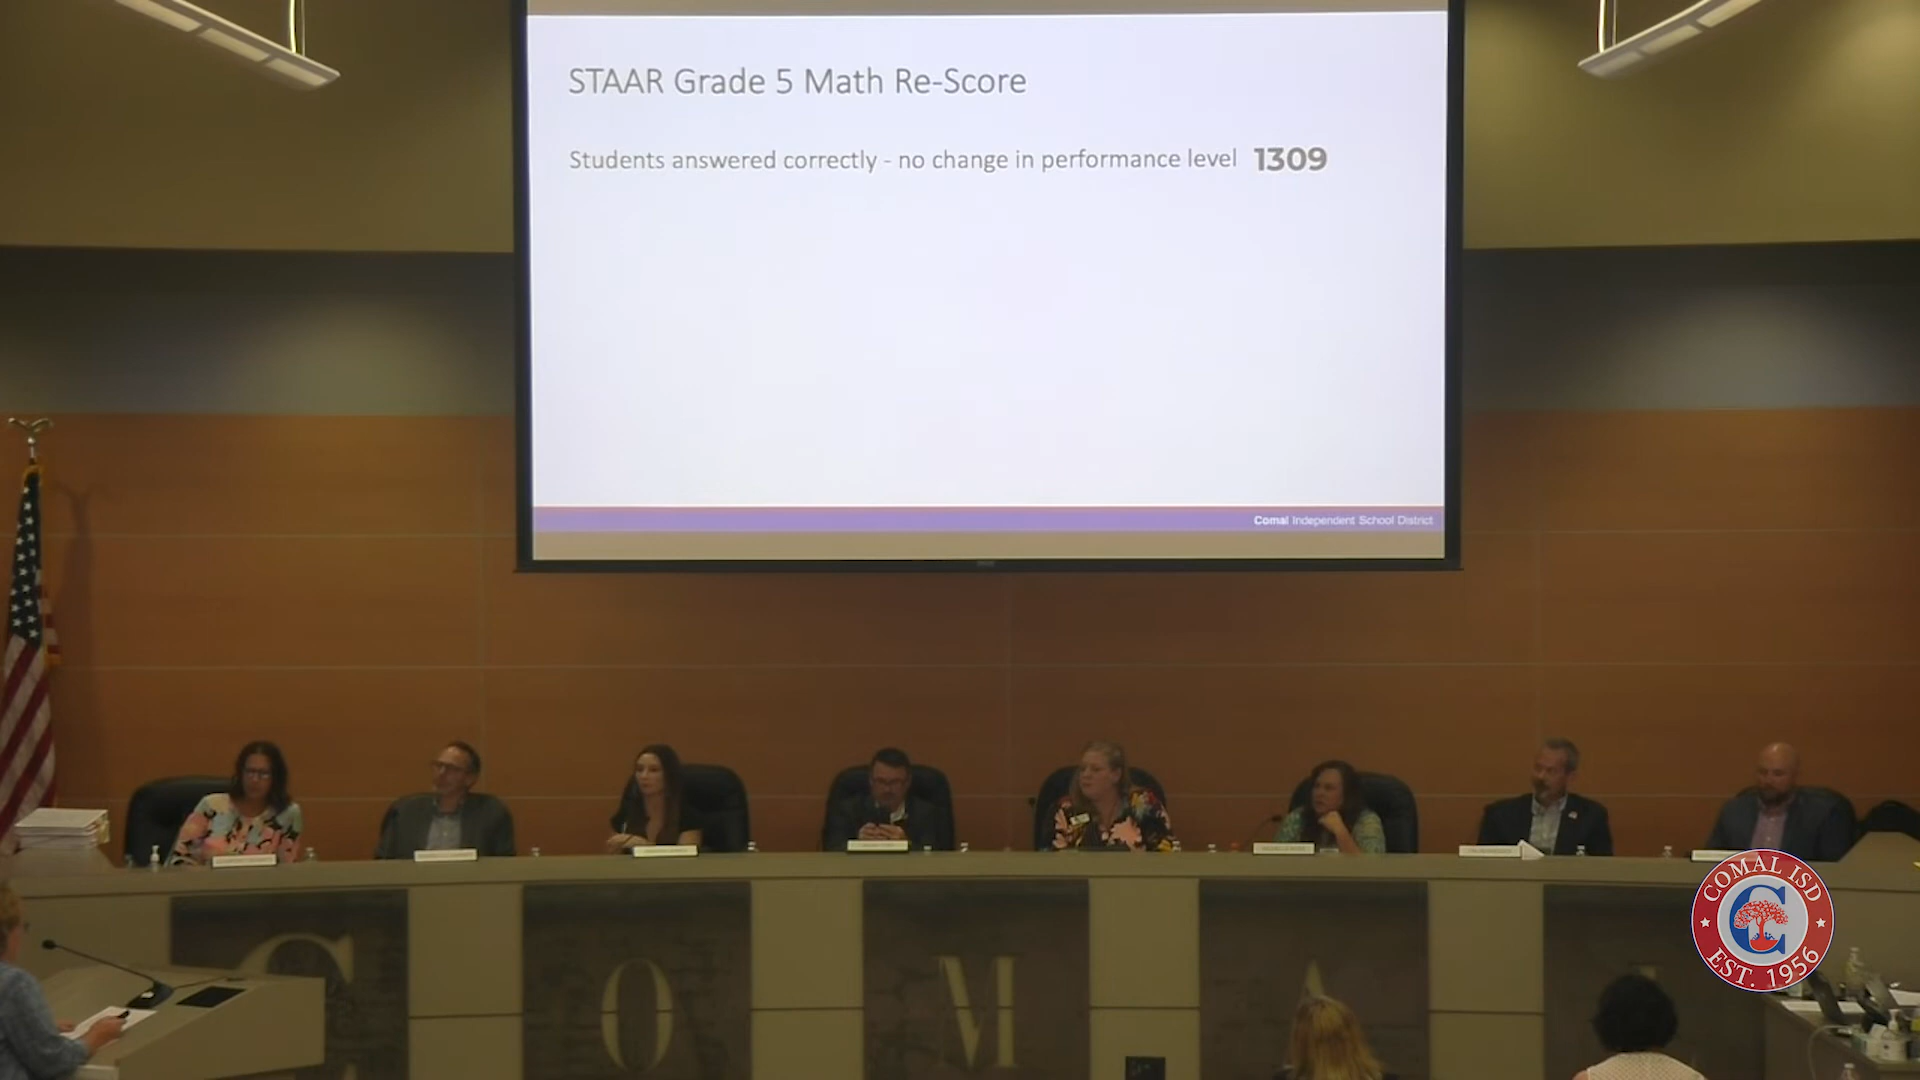 STAAR Grade 5 Math Re-Score
Students answered correctly - no change in performance level 1309
Comal Independent School District
C O M A
COMAL ISD
C
EST. 1956